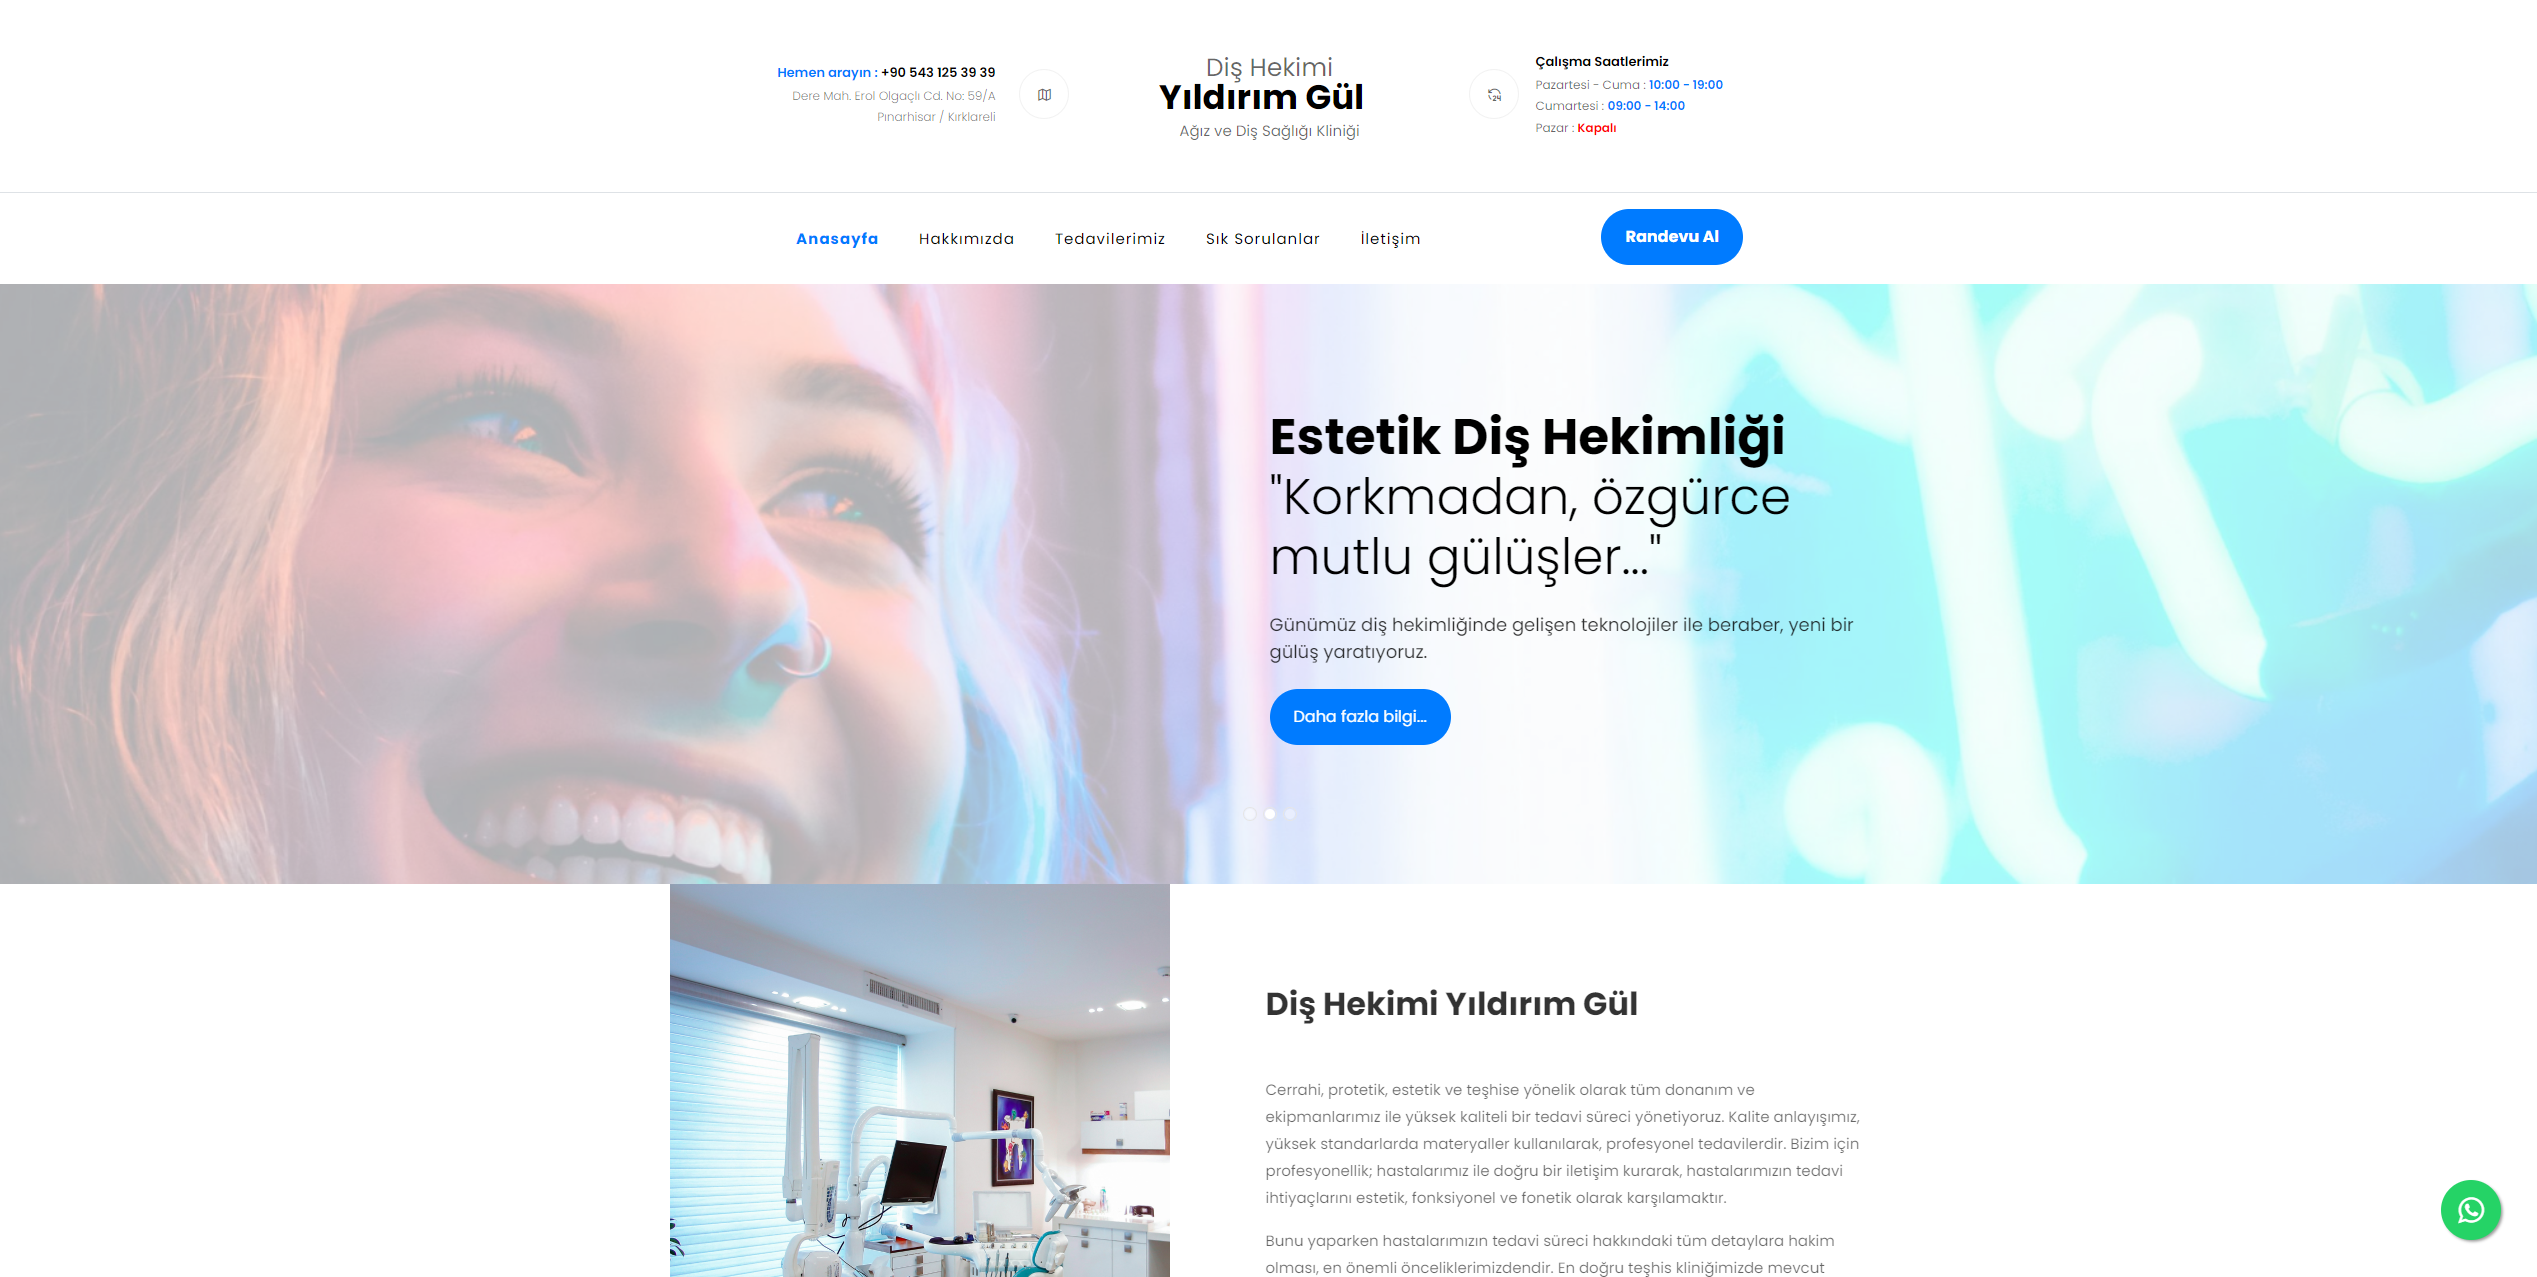 Hemen arayın : +90 543 125 39 39
Dere Mah. Erol Olgaçlı Cd. No: 59/A
Pınarhisar / Kırklareli
Diş Hekimi
Yıldırım Gül
Ağız ve Diş Sağlığı Kliniği
24
Çalışma Saatlerimiz
Pazartesi - Cuma : 10:00 - 19:00
Cumartesi : 09:00 - 14:00
Pazar : Kapalı
Anasayfa
Hakkımızda
Tedavilerimiz
Sık Sorulanlar
İletişim
Randevu Al
Estetik Diş Hekimliği
"Korkmadan, özgürce
mutlu gülüşler..."
Günümüz diş hekimliğinde gelişen teknolojiler ile beraber, yeni bir
gülüş yaratıyoruz.
Daha fazla bilgi...
Diş Hekimi Yıldırım Gül
Cerrahi, protetik, estetik ve teşhise yönelik olarak tüm donanım ve
ekipmanlarımız ile yüksek kaliteli bir tedavi süreci yönetiyoruz. Kalite anlayışımız,
yüksek standarlarda materyaller kullanılarak, profesyonel tedavilerdir. Bizim için
profesyonellik; hastalarımız ile doğru bir iletişim kurarak, hastalarımızın tedavi
ihtiyaçlarını estetik, fonksiyonel ve fonetik olarak karşılamaktır.
Bunu yaparken hastalarımızın tedavi süreci hakkındaki tüm detaylara hakim
olması, en önemli önceliklerimizdendir. En doğru teşhis kliniğimizde mevcut